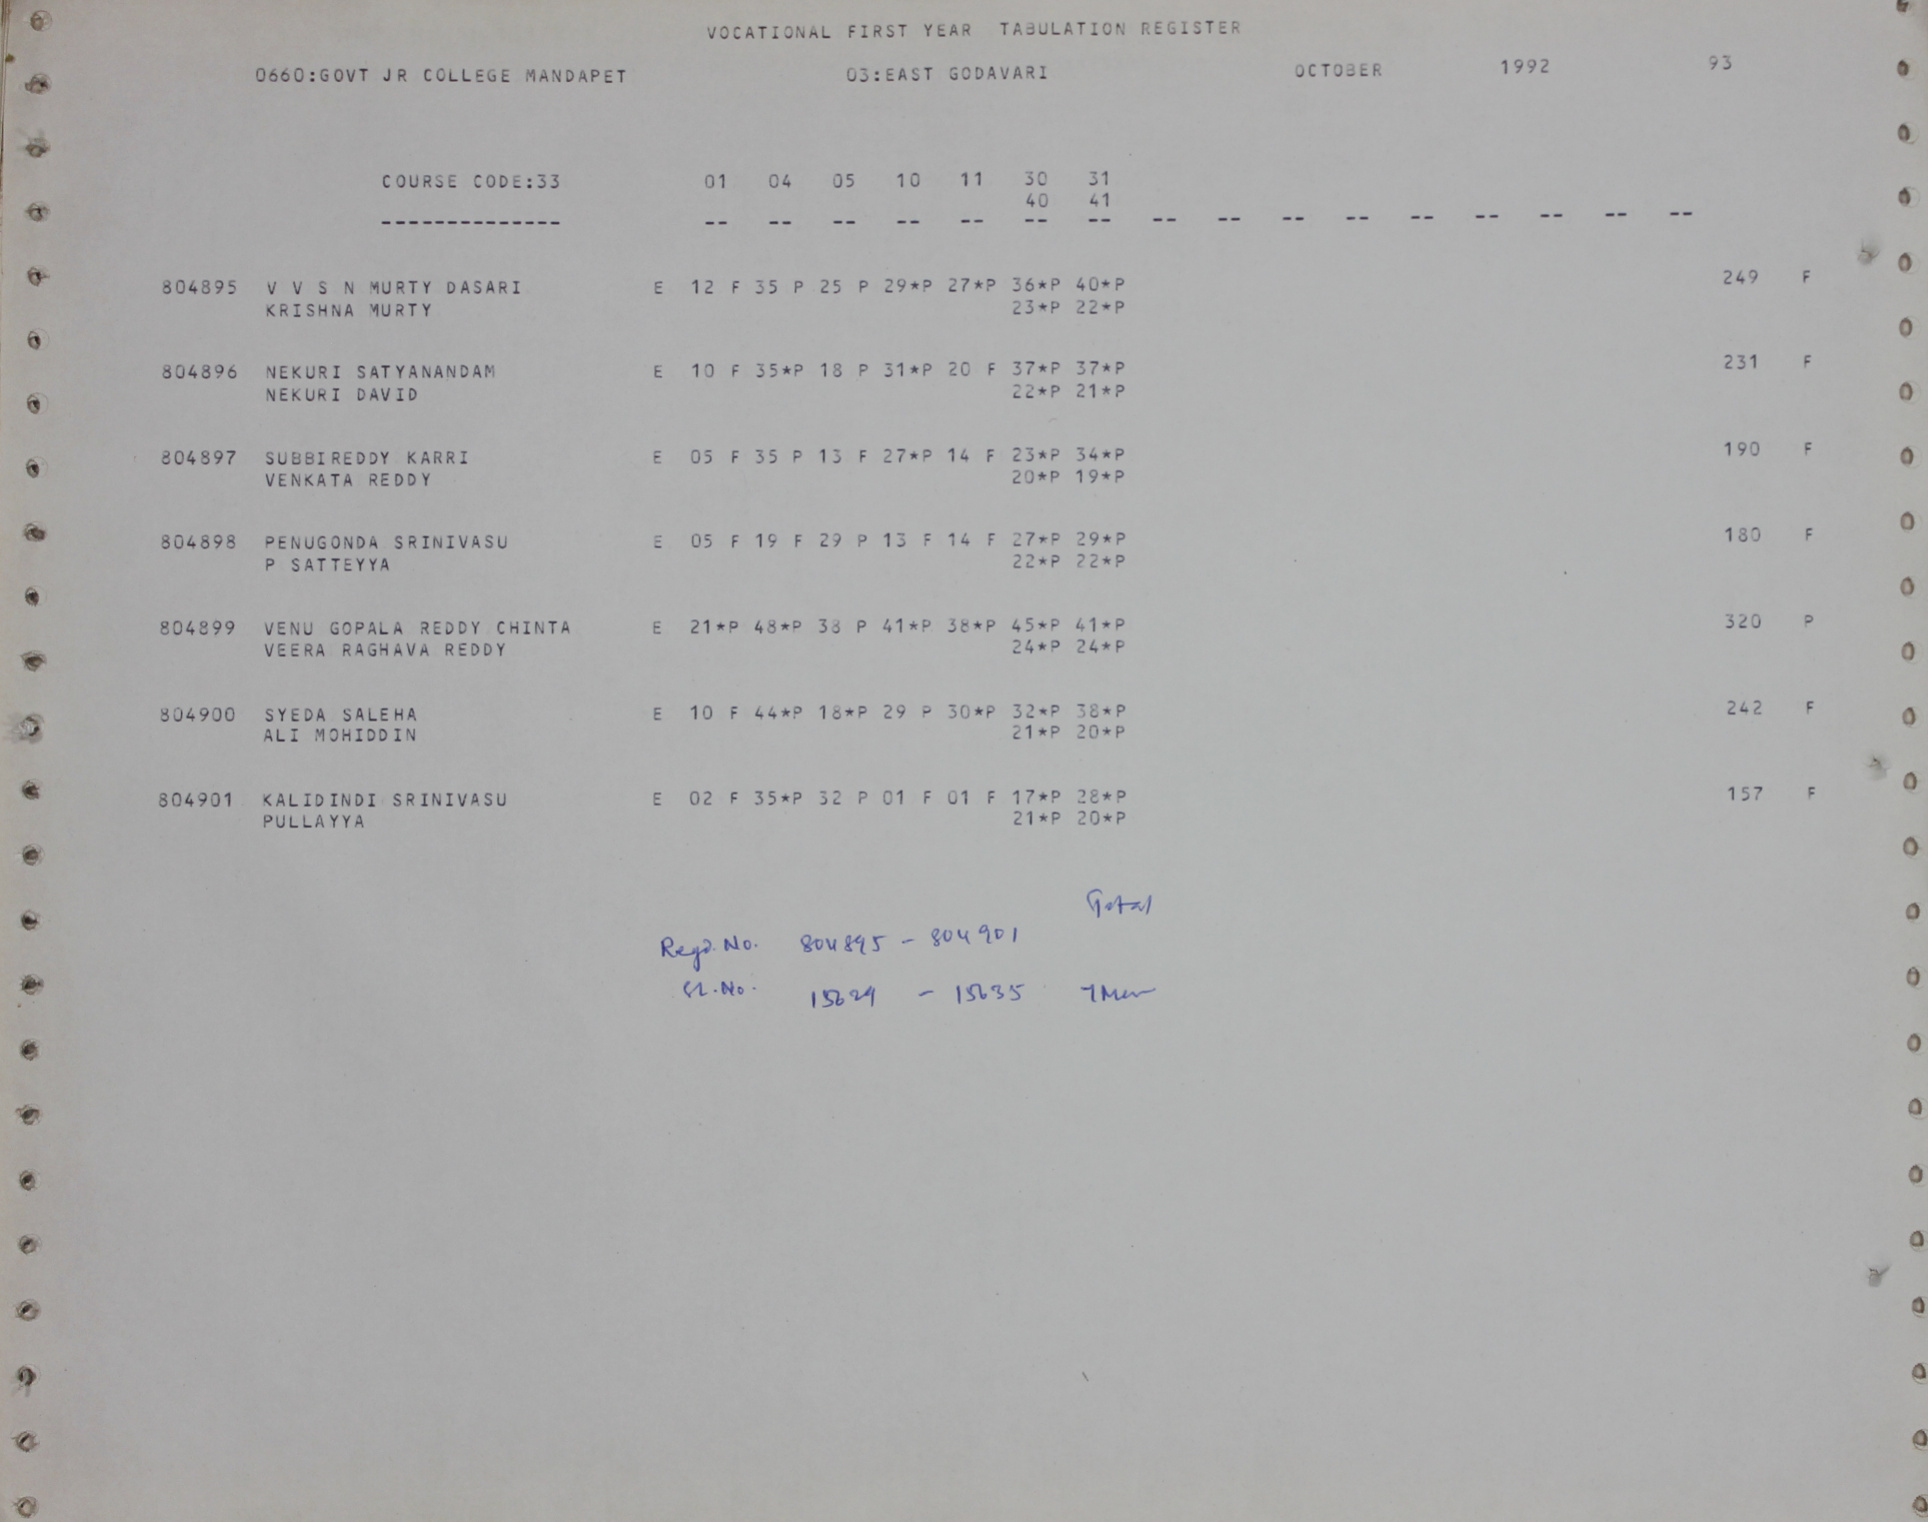 VOCATIONAL FIRST YEAR TABULATION REGISTER
0660:GOVT JR COLLEGE MANDAPET 03:EAST GODAVARI OCTOBER 1992 93
COURSE CODE:33 01 04 05 10 11 30 31
40 41
-------------- -- -- -- -- -- -- -- -- -- -- -- -- -- -- -- --
804895 V V S N MURTY DASARI E 12 F 35 P 25 P 29*P 27*P 36*P 40*P 249 F
KRISHNA MURTY 23*P 22*P
804896 NEKURI SATYANANDAM E 10 F 35*P 18 P 31*P 20 F 37*P 37*P 231 F
NEKURI DAVID 22*P 21*P
804897 SUBBIREDDY KARRI E 05 F 35 P 13 F 27*P 14 F 23*P 34*P 190 F
VENKATA REDDY 20*P 19*P
804898 PENUGONDA SRINIVASU E 05 F 19 F 29 P 13 F 14 F 27*P 29*P 180 F
P SATTEYYA 22*P 22*P
804899 VENU GOPALA REDDY CHINTA E 21*P 48*P 38 P 41*P 38*P 45*P 41*P 320 P
VEERA RAGHAVA REDDY 24*P 24*P
804900 SYEDA SALEHA E 10 F 44*P 18*P 29 P 30*P 32*P 38*P 242 F
ALI MOHIDDIN 21*P 20*P
804901 KALIDINDI SRINIVASU E 02 F 35*P 32 P 01 F 01 F 17*P 28*P 157 F
PULLAYYA 21*P 20*P
Total
Regd. No. 804895 - 804901
Sl. No. 15629 - 15635